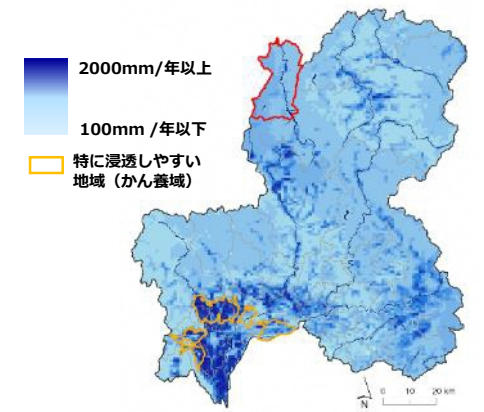 2000mm/年以上
100mm /年以下
特に浸透しやすい
地域（かん養域）
0 10 20 km
N